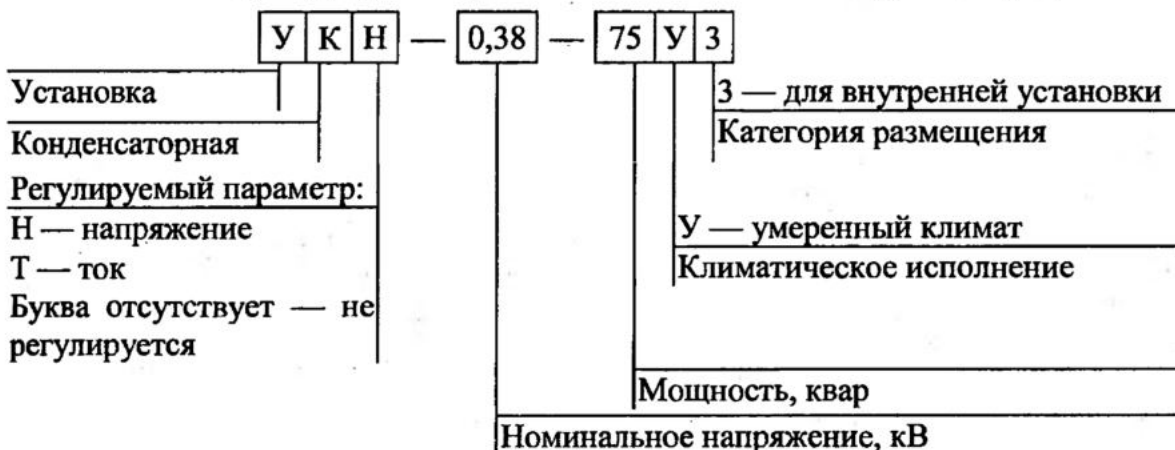 У К Н — 0,38 — 75 У 3
Установка
Конденсаторная
Регулируемый параметр:
Н — напряжение
Т — ток
Буква отсутствует — не
регулируется
3 — для внутренней установки
Категория размещения
У — умеренный климат
Климатическое исполнение
Мощность, квар
Номинальное напряжение, кВ